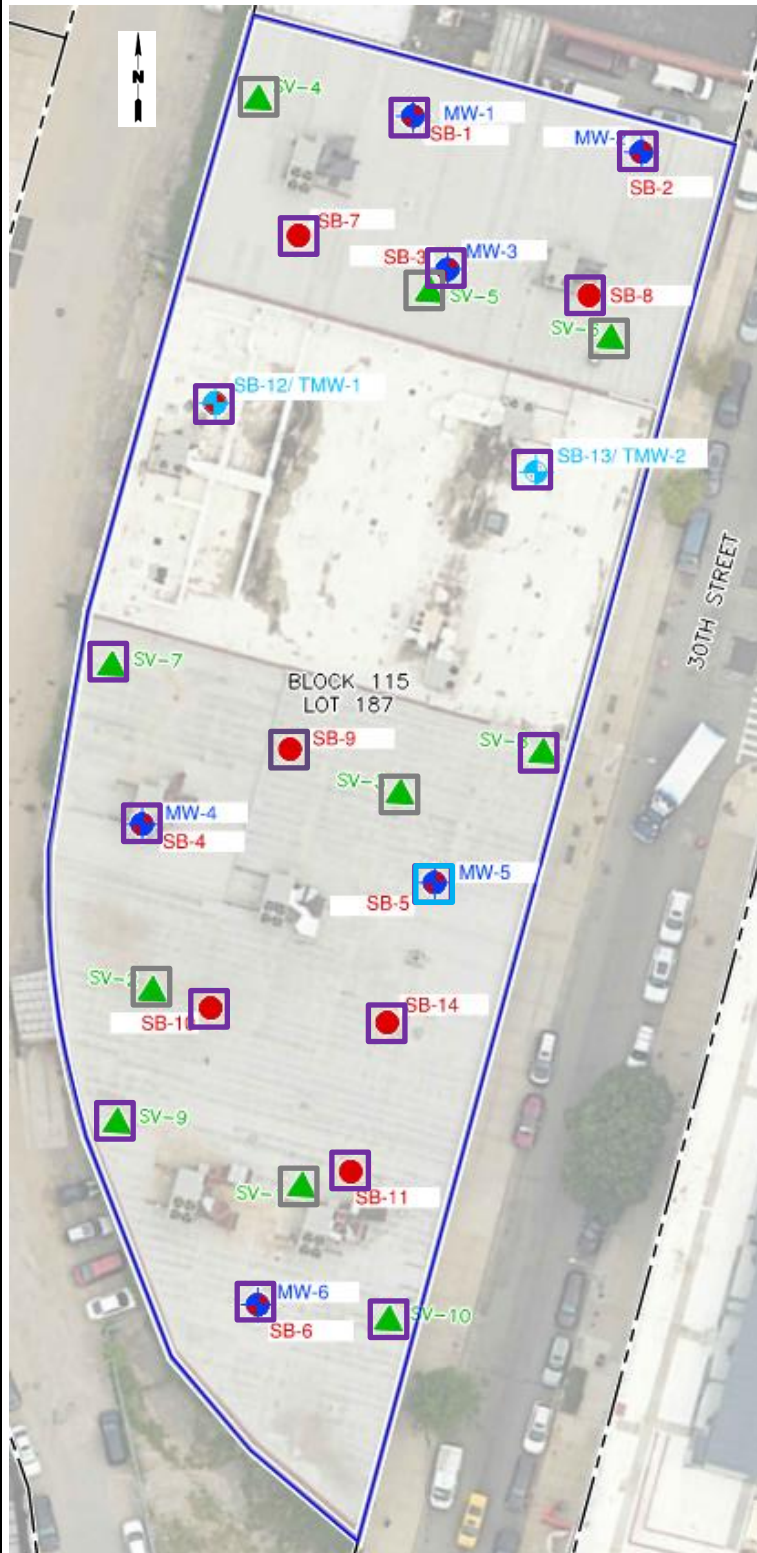 N
SV-4
MW-1
SB-1
MW-
SB-2
SB-7
SB-3
MW-3
SV-5
SB-8
SV-
SB-12/ TMW-1
SB-13/ TMW-2
30TH STREET
SV-7
BLOCK 115
LOT 187
SB-9
SV-
SV-
MW-4
SB-4
MW-5
SB-5
SV-2
SB-10
SB-14
SV-9
SV-
SB-11
MW-6
SB-6
SV-10